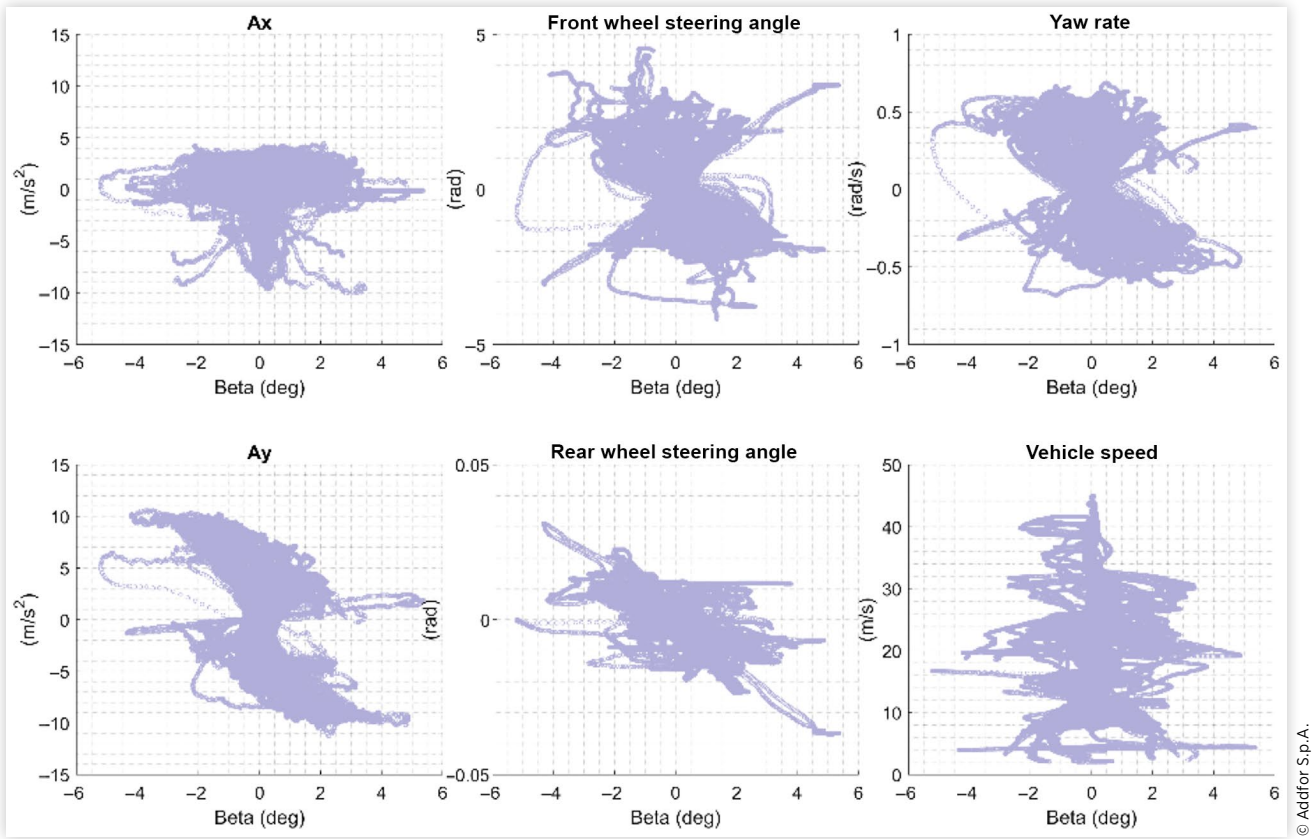 Ax
15
10
5
0
–5
–10
–15
(m/s²)
–6 –4 –2 0 2 4 6
Beta (deg)
Front wheel steering angle
5
0
–5
(rad)
–6 –4 –2 0 2 4 6
Beta (deg)
Yaw rate
1
0.5
0
–0.5
–1
(rad/s)
–6 –4 –2 0 2 4 6
Beta (deg)
Ay
15
10
5
0
–5
–10
–15
(m/s²)
–6 –4 –2 0 2 4 6
Beta (deg)
Rear wheel steering angle
0.05
0
–0.05
(rad)
–6 –4 –2 0 2 4 6
Beta (deg)
Vehicle speed
50
40
30
20
10
0
(m/s)
–6 –4 –2 0 2 4 6
Beta (deg)
© Addfor S.p.A.